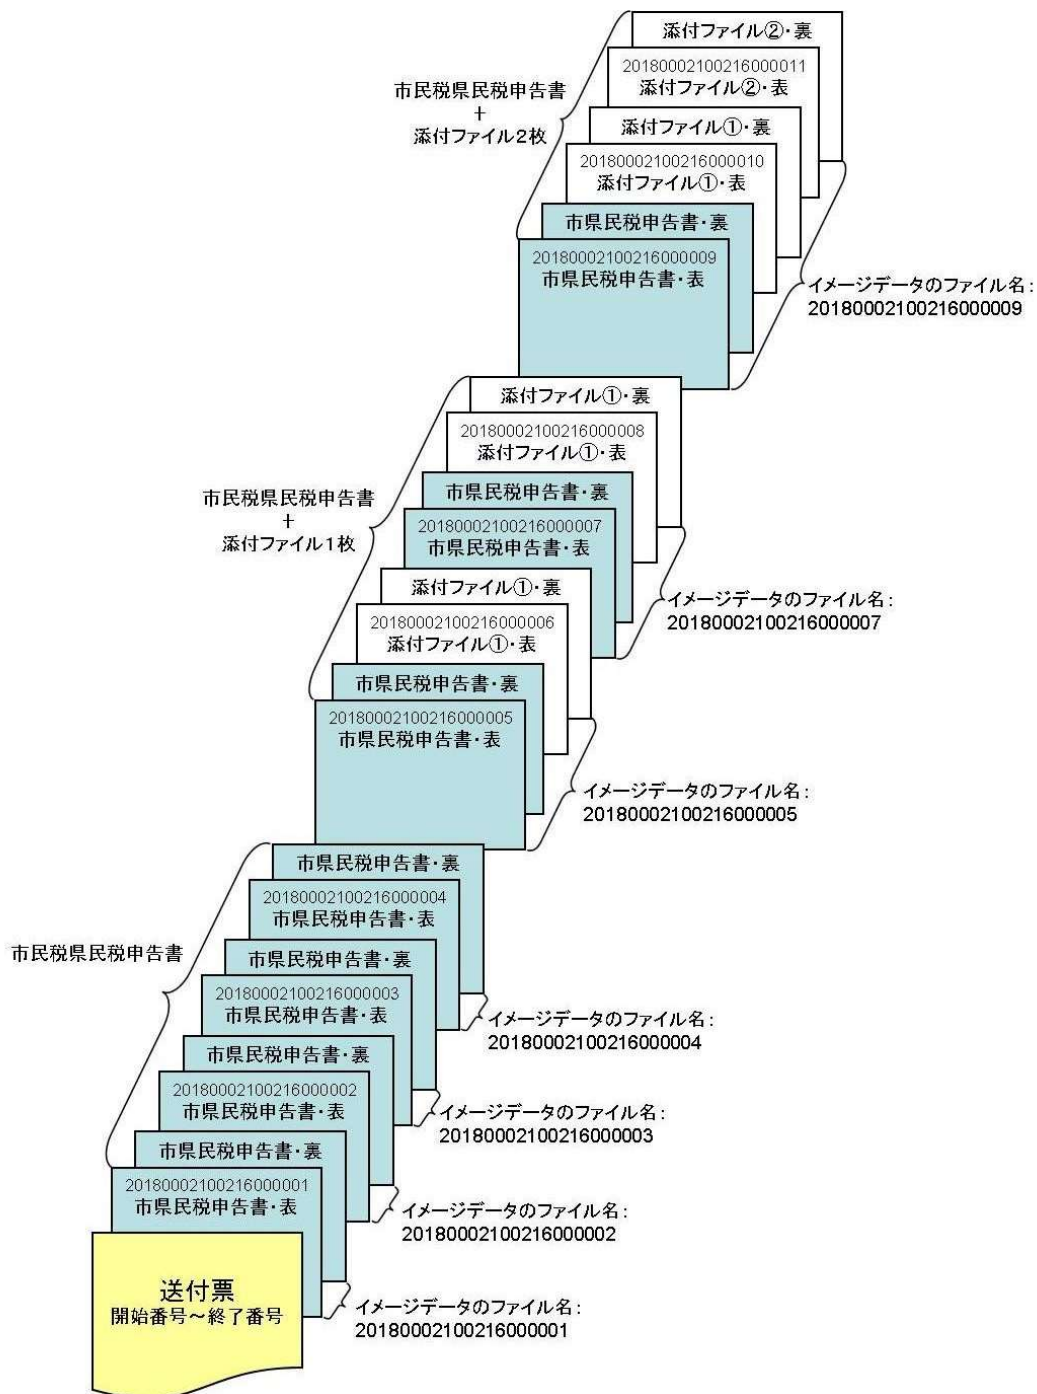 添付ファイル②・裏
20180002100216000011
添付ファイル②・表
市民税県民税申告書
＋
添付ファイル2枚
添付ファイル①・裏
20180002100216000010
添付ファイル①・表
市県民税申告書・裏
20180002100216000009
市県民税申告書・表
イメージデータのファイル名：
20180002100216000009
添付ファイル①・裏
20180002100216000008
添付ファイル①・表
市民税県民税申告書
＋
添付ファイル1枚
市県民税申告書・裏
20180002100216000007
市県民税申告書・表
添付ファイル①・裏
イメージデータのファイル名：
20180002100216000007
20180002100216000006
添付ファイル①・表
市県民税申告書・裏
20180002100216000005
市県民税申告書・表
イメージデータのファイル名：
20180002100216000005
市県民税申告書・裏
20180002100216000004
市県民税申告書・表
市民税県民税申告書
市県民税申告書・裏
20180002100216000003
市県民税申告書・表
イメージデータのファイル名：
20180002100216000004
市県民税申告書・裏
20180002100216000002
市県民税申告書・表
イメージデータのファイル名：
20180002100216000003
市県民税申告書・裏
20180002100216000001
市県民税申告書・表
イメージデータのファイル名：
20180002100216000002
送付票
開始番号～終了番号
イメージデータのファイル名：
20180002100216000001